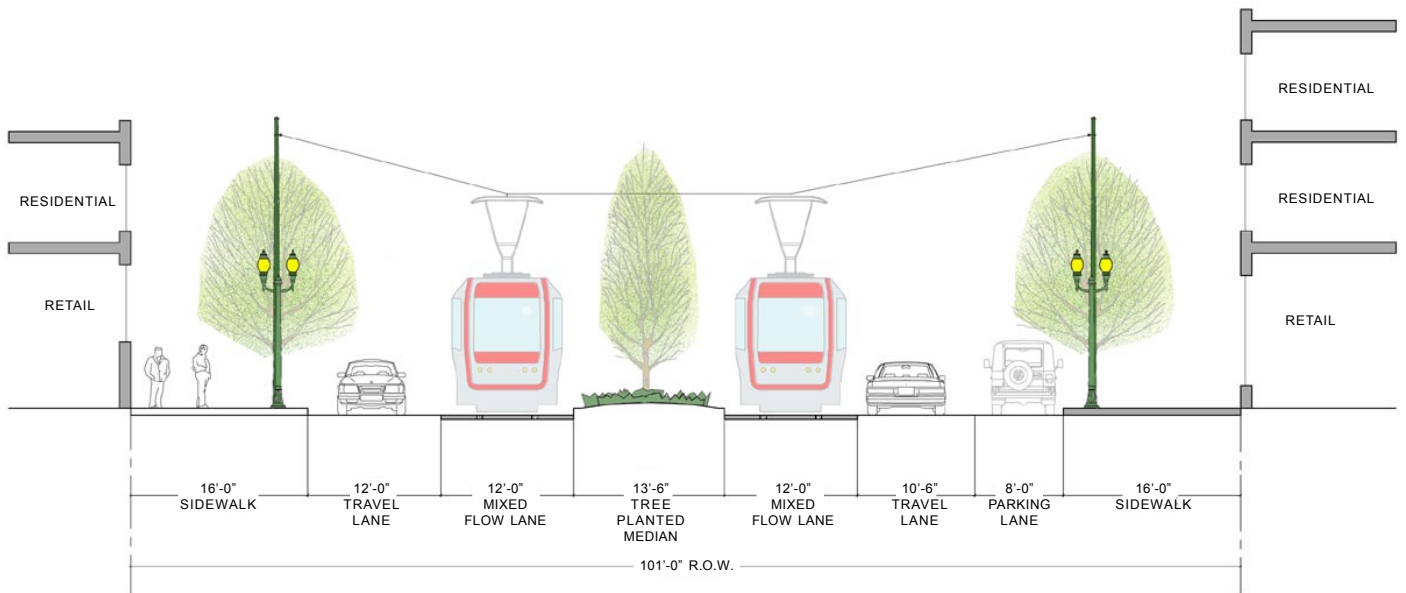 RESIDENTIAL
RESIDENTIAL
RESIDENTIAL
RETAIL
RETAIL
16’-0”
SIDEWALK
12’-0”
TRAVEL
LANE
12’-0”
MIXED
FLOW LANE
13’-6”
TREE
PLANTED
MEDIAN
12’-0”
MIXED
FLOW LANE
10’-6”
TRAVEL
LANE
8’-0”
PARKING
LANE
16’-0”
SIDEWALK
101’-0” R.O.W.